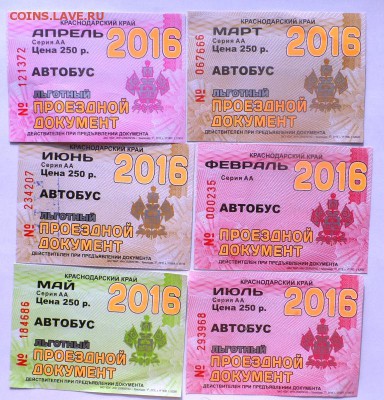 COINS.LAVE.RU
КРАСНОДАРСКИЙ КРАЙ
АПРЕЛЬ 2016
Серия АА
Цена 250 р.
АВТОБУС
№ 121372
ЛЬГОТНЫЙ
ПРОЕЗДНОЙ
ДОКУМЕНТ
ДЕЙСТВИТЕЛЕН ПРИ ПРЕДЪЯВЛЕНИИ ДОКУМЕНТА
КРАСНОДАРСКИЙ КРАЙ
МАРТ 2016
Серия АА
Цена 250 р.
АВТОБУС
№ 067666
ЛЬГОТНЫЙ
ПРОЕЗДНОЙ
ДОКУМЕНТ
ДЕЙСТВИТЕЛЕН ПРИ ПРЕДЪЯВЛЕНИИ ДОКУМЕНТА
ИЮНЬ 2016
Серия АА
Цена 250 р.
АВТОБУС
№ 234207
ЛЬГОТНЫЙ
ПРОЕЗДНОЙ
ДОКУМЕНТ
ДЕЙСТВИТЕЛЕН ПРИ ПРЕДЪЯВЛЕНИИ ДОКУМЕНТА
КРАСНОДАРСКИЙ КРАЙ
ФЕВРАЛЬ 2016
Серия АА
АВТОБУС
№ 000235
ЛЬГОТНЫЙ
ПРОЕЗДНОЙ
ДОКУМЕНТ
ДЕЙСТВИТЕЛЕН ПРИ ПРЕДЪЯВЛЕНИИ ДОКУМЕНТА
КРАСНОДАРСКИЙ КРАЙ
МАЙ 2016
Серия АА
Цена 250 р.
АВТОБУС
№ 184686
ЛЬГОТНЫЙ
ПРОЕЗДНОЙ
ДОКУМЕНТ
ДЕЙСТВИТЕЛЕН ПРИ ПРЕДЪЯВЛЕНИИ ДОКУМЕНТА
КРАСНОДАРСКИЙ КРАЙ
ИЮЛЬ 2016
Серия АА
Цена 250 р.
АВТОБУС
№ 293968
ЛЬГОТНЫЙ
ПРОЕЗДНОЙ
ДОКУМЕНТ
ДЕЙСТВИТЕЛЕН ПРИ ПРЕДЪЯВЛЕНИИ ДОКУМЕНТА